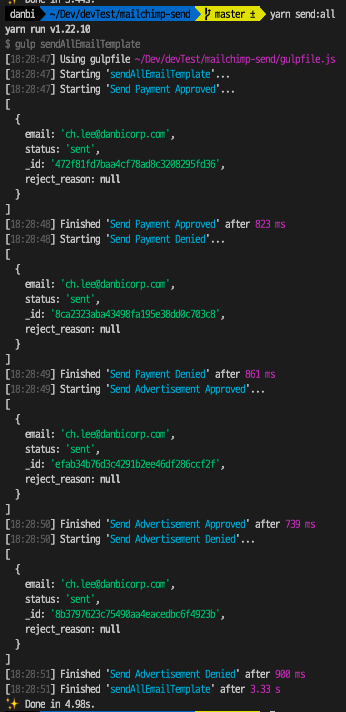 ✨ Done in 3.44s.
danbi ~/Dev/devTest/mailchimp-send master ± yarn send:all
yarn run v1.22.10
$ gulp sendAllEmailTemplate
[18:28:47] Using gulpfile ~/Dev/devTest/mailchimp-send/gulpfile.js
[18:28:47] Starting 'sendAllEmailTemplate'...
[18:28:47] Starting 'Send Payment Approved'...
[
{
email: 'ch.lee@danbicorp.com',
status: 'sent',
_id: '472f81fd7baa4cf78ad8c3208295fd36',
reject_reason: null
}
]
[18:28:48] Finished 'Send Payment Approved' after 823 ms
[18:28:48] Starting 'Send Payment Denied'...
[
{
email: 'ch.lee@danbicorp.com',
status: 'sent',
_id: '8ca2323aba43498fa195e38dd0c703c8',
reject_reason: null
}
]
[18:28:49] Finished 'Send Payment Denied' after 861 ms
[18:28:49] Starting 'Send Advertisement Approved'...
[
{
email: 'ch.lee@danbicorp.com',
status: 'sent',
_id: 'efab34b76d3c4291b2ee46df286ccf2f',
reject_reason: null
}
]
[18:28:50] Finished 'Send Advertisement Approved' after 739 ms
[18:28:50] Starting 'Send Advertisement Denied'...
[
{
email: 'ch.lee@danbicorp.com',
status: 'sent',
_id: '8b3797623c75490aa4eacedbc6f4923b',
reject_reason: null
}
]
[18:28:51] Finished 'Send Advertisement Denied' after 900 ms
[18:28:51] Finished 'sendAllEmailTemplate' after 3.33 s
✨ Done in 4.98s.